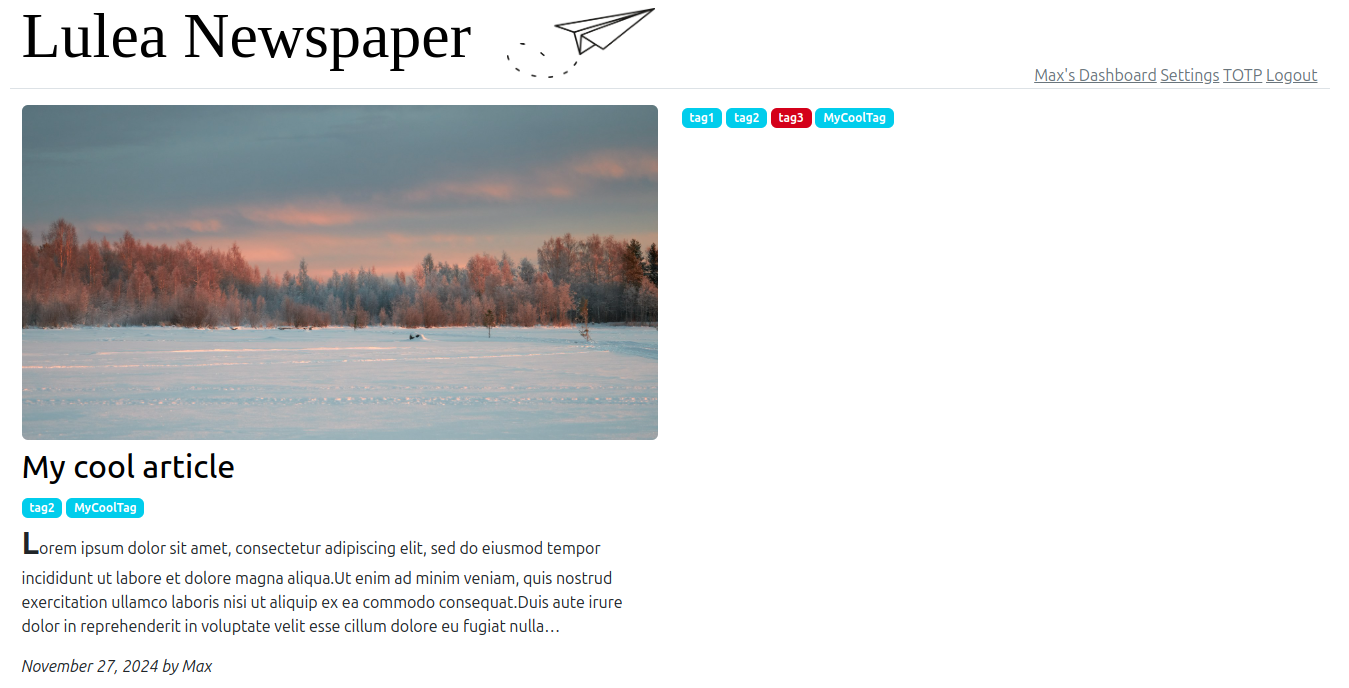 Lulea Newspaper
Max's Dashboard Settings TOTP Logout
tag1 tag2 tag3 MyCoolTag
My cool article
tag2 MyCoolTag
Lorem ipsum dolor sit amet, consectetur adipiscing elit, sed do eiusmod tempor
incididunt ut labore et dolore magna aliqua.Ut enim ad minim veniam, quis nostrud
exercitation ullamco laboris nisi ut aliquip ex ea commodo consequat.Duis aute irure
dolor in reprehenderit in voluptate velit esse cillum dolore eu fugiat nulla…
November 27, 2024 by Max